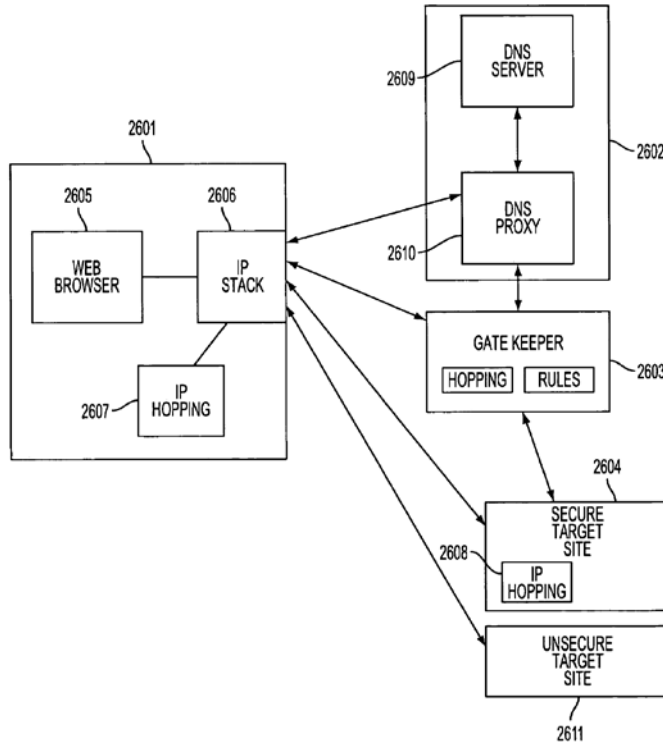 2601
2605
WEB
BROWSER
2606
IP
STACK
2607
IP
HOPPING
2609
DNS
SERVER
2602
2610
DNS
PROXY
GATE KEEPER
HOPPING
RULES
2603
2604
SECURE
TARGET
SITE
2608
IP
HOPPING
UNSECURE
TARGET
SITE
2611